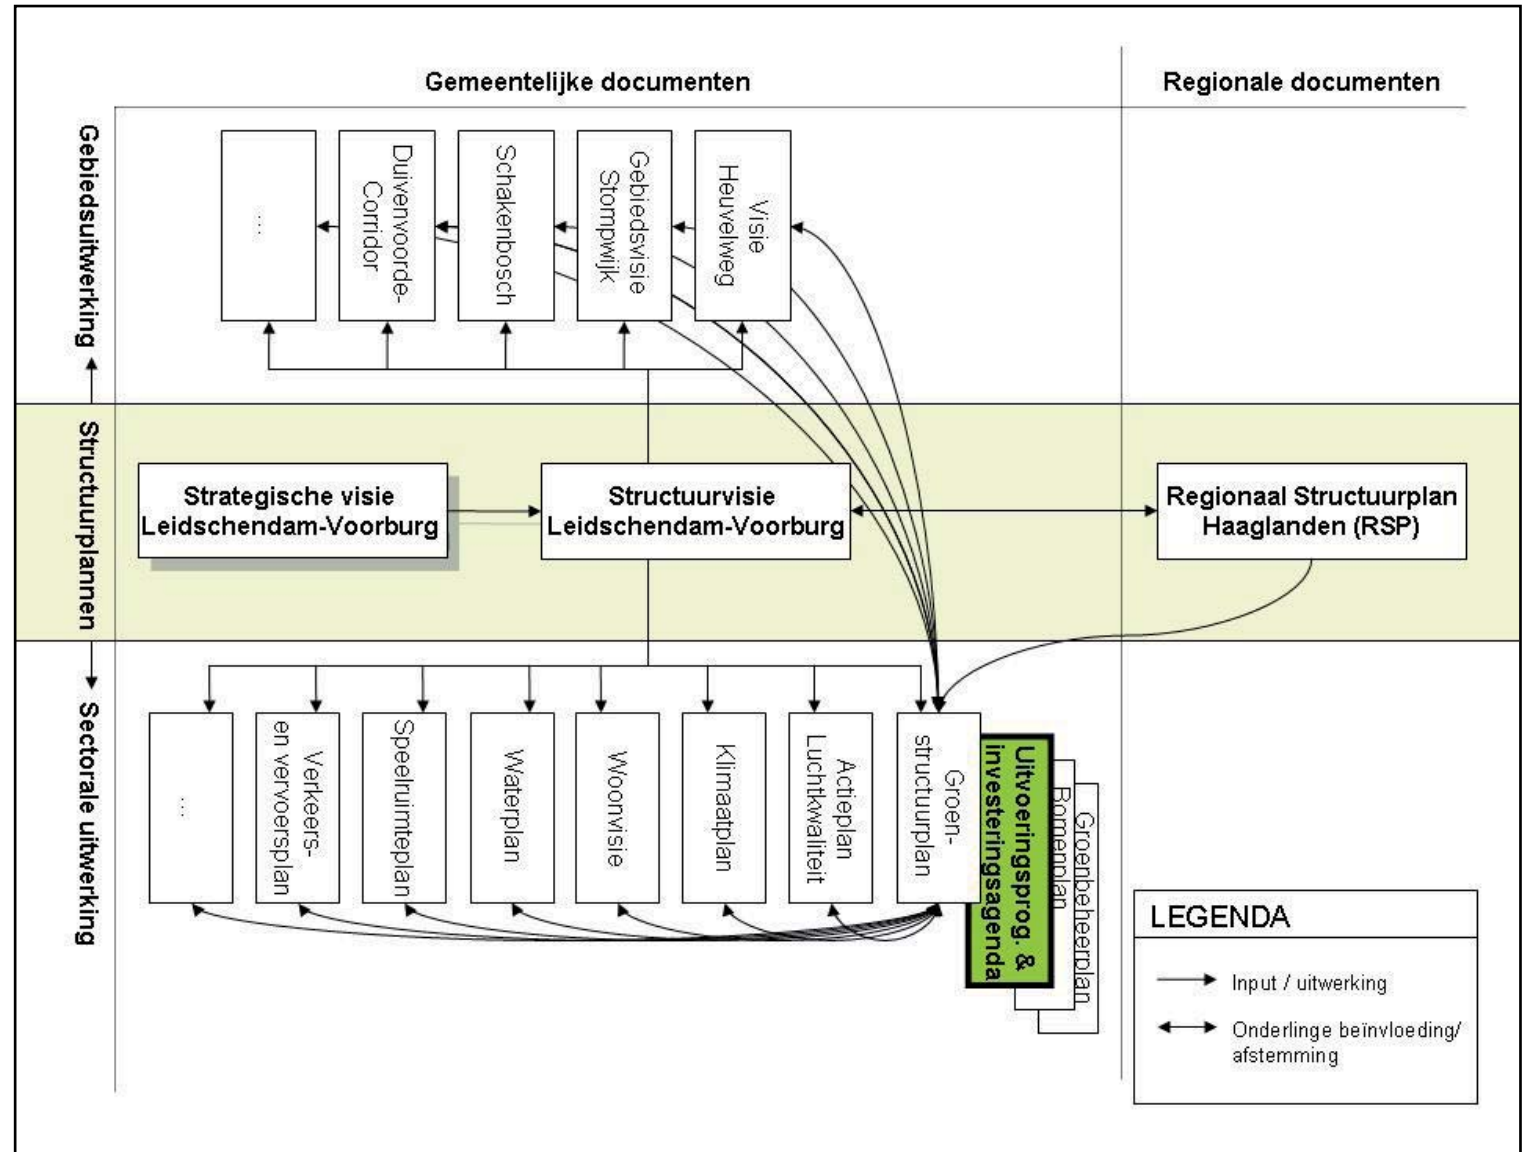 Gemeentelijke documenten
Regionale documenten
Gebiedsuitwerking
...
Duivenvoorde-
Corridor
Schakenbosch
Gebiedsvisie
Stompwijk
Visie
Heuvelweg
Structuurplannen
Strategische visie
Leidschendam-Voorburg
Structuurvisie
Leidschendam-Voorburg
Regionaal Structuurplan
Haaglanden (RSP)
Sectorale uitwerking
...
Verkeers-
en vervoersplan
Speelruimteplan
Waterplan
Woonvisie
Klimaatplan
Actieplan
Luchtkwaliteit
Groen-
structuurplan
Uitvoeringsprog. &
investeringsagenda
Bomenplan
Groenbeheerplan
LEGENDA
Input / uitwerking
Onderlinge beïnvloeding/
afstemming